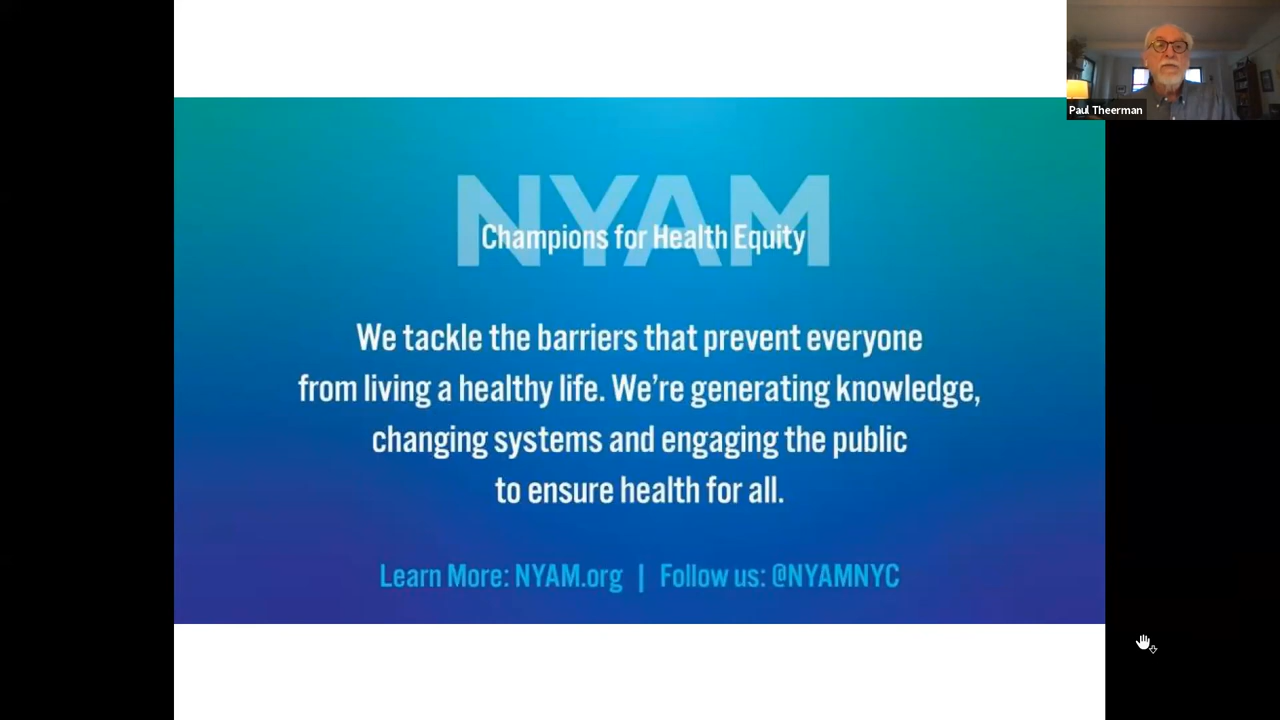 Paul Theerman
NYAM
Champions for Health Equity
We tackle the barriers that prevent everyone
from living a healthy life. We're generating knowledge,
changing systems and engaging the public
to ensure health for all.
Learn More: NYAM.org | Follow us: @NYAMNYC